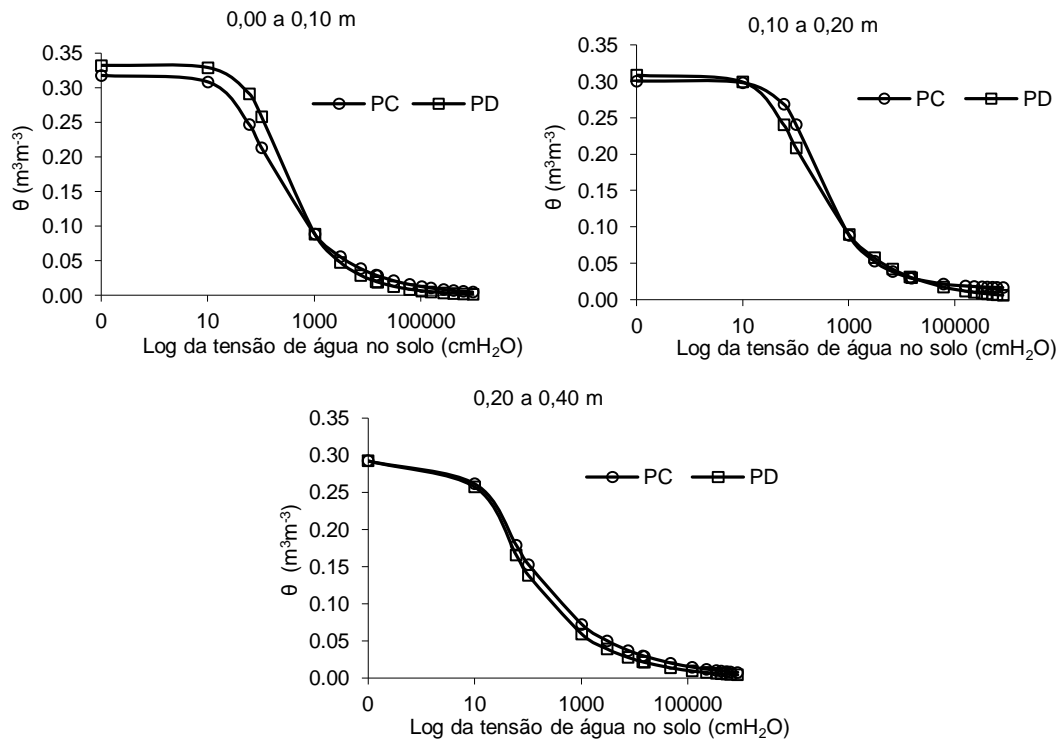 0,00 a 0,10 m
0.35
0.30
0.25
0.20
0.15
0.10
0.05
0.00
θ (m³m⁻³)
PC PD
0 10 1000 100000
Log da tensão de água no solo (cmH₂O)
0,10 a 0,20 m
0.35
0.30
0.25
0.20
0.15
0.10
0.05
0.00
θ (m³m⁻³)
PC PD
0 10 1000 100000
Log da tensão de água no solo (cmH₂O)
0,20 a 0,40 m
0.35
0.30
0.25
0.20
0.15
0.10
0.05
0.00
θ (m³m⁻³)
PC PD
0 10 1000 100000
Log da tensão de água no solo (cmH₂O)